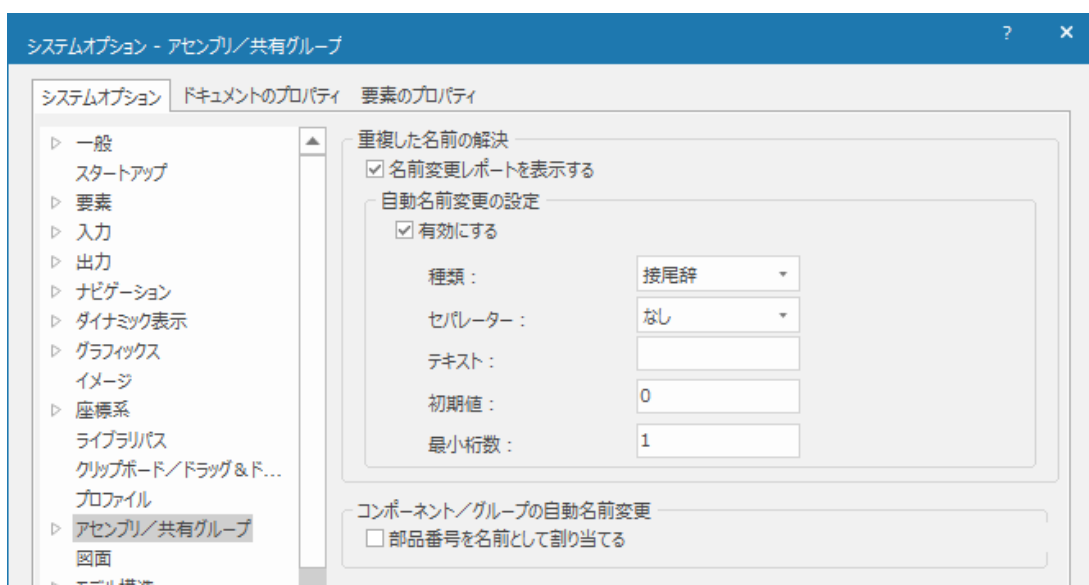 システムオプション - アセンブリ／共有グループ
? ×
システムオプション ドキュメントのプロパティ 要素のプロパティ
一般
スタートアップ
要素
入力
出力
ナビゲーション
ダイナミック表示
グラフィックス
イメージ
座標系
ライブラリパス
クリップボード／ドラッグ＆ド...
プロファイル
アセンブリ／共有グループ
図面
モデル構造
重複した名前の解決
名前変更レポートを表示する
自動名前変更の設定
有効にする
種類： 接尾辞
セパレーター： なし
テキスト：
初期値： 0
最小桁数： 1
コンポーネント／グループの自動名前変更
部品番号を名前として割り当てる